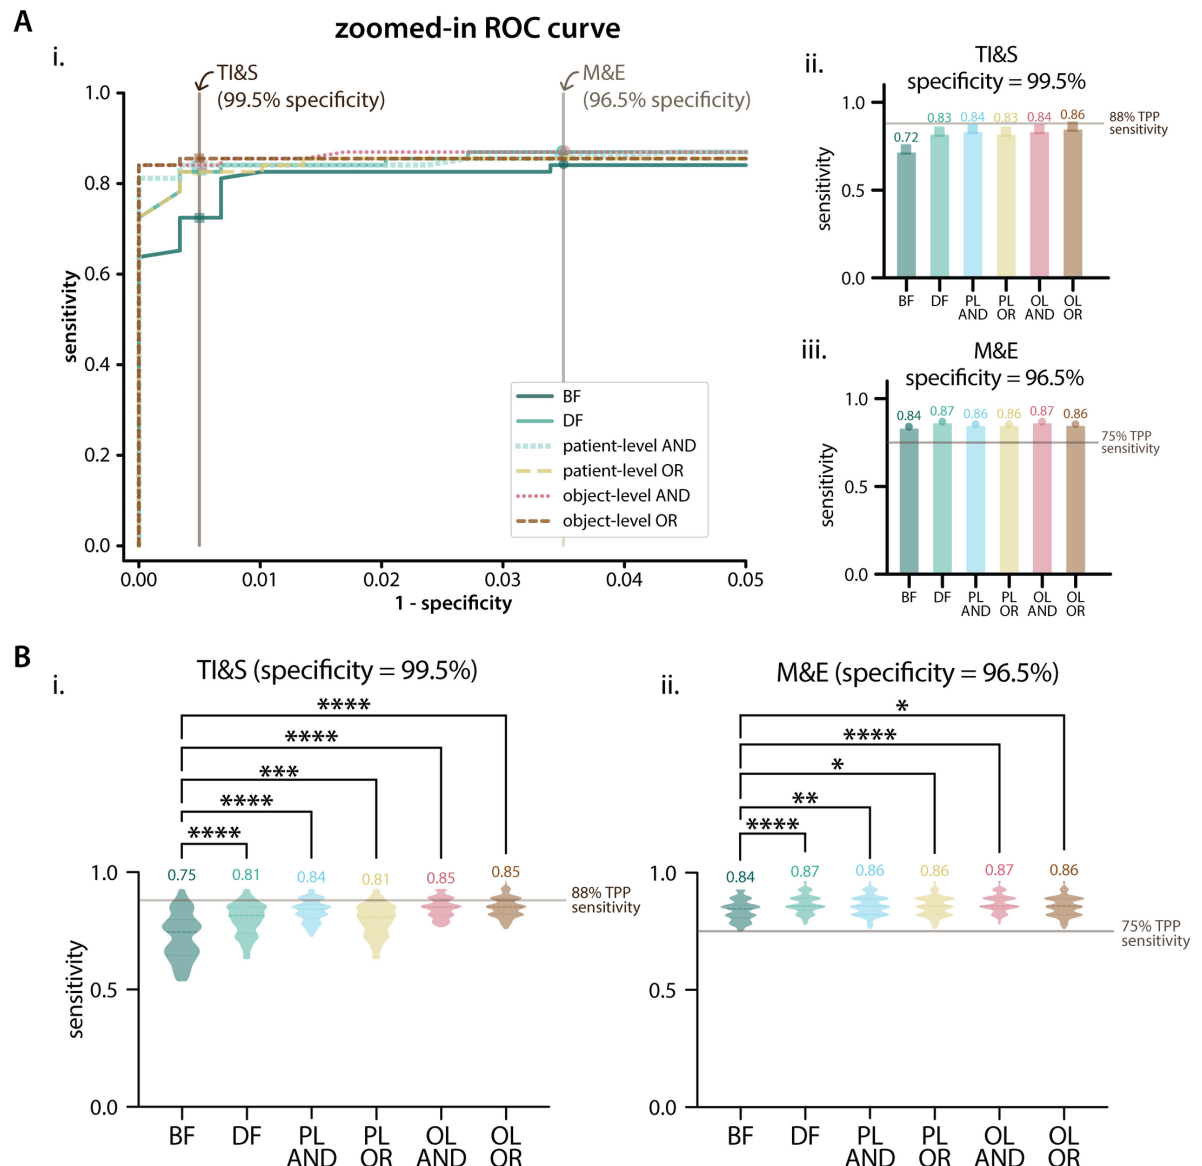 A
zoomed-in ROC curve
i.
TI&S
(99.5% specificity)
M&E
(96.5% specificity)
1.0
0.8
0.6
0.4
0.2
0.0
sensitivity
0.00
0.01
0.02
0.03
0.04
0.05
1 - specificity
BF
DF
patient-level AND
patient-level OR
object-level AND
object-level OR
ii.
TI&S
specificity = 99.5%
1.0
0.5
0.0
sensitivity
0.72
0.83
0.84
0.83
0.84
0.86
88% TPP
sensitivity
BF
DF
PL
AND
PL
OR
OL
AND
OL
OR
iii.
M&E
specificity = 96.5%
1.0
0.5
0.0
sensitivity
0.84
0.87
0.86
0.86
0.87
0.86
75% TPP
sensitivity
BF
DF
PL
AND
PL
OR
OL
AND
OL
OR
B
i.
TI&S (specificity = 99.5%)
****
****
***
****
****
1.0
0.5
0.0
sensitivity
0.75
0.81
0.84
0.81
0.85
0.85
88% TPP
sensitivity
BF
DF
PL
AND
PL
OR
OL
AND
OL
OR
ii.
M&E (specificity = 96.5%)
*
****
*
**
****
1.0
0.5
0.0
0.84
0.87
0.86
0.86
0.87
0.86
75% TPP
sensitivity
BF
DF
PL
AND
PL
OR
OL
AND
OL
OR